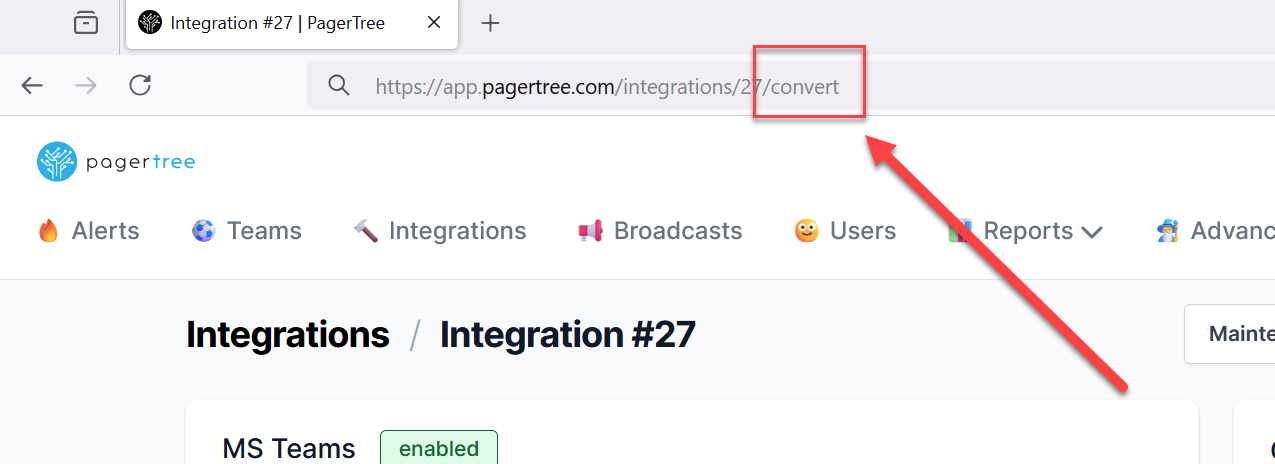 Integration #27 | PagerTree
https://app.pagertree.com/integrations/27/convert
pagertree
Alerts Teams Integrations Broadcasts Users Reports Advanc
Integrations / Integration #27
Mainte
MS Teams enabled